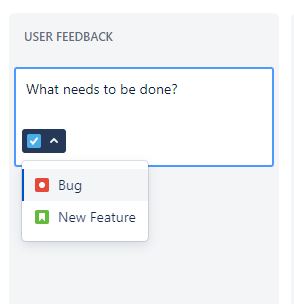 USER FEEDBACK
What needs to be done?
Bug
New Feature